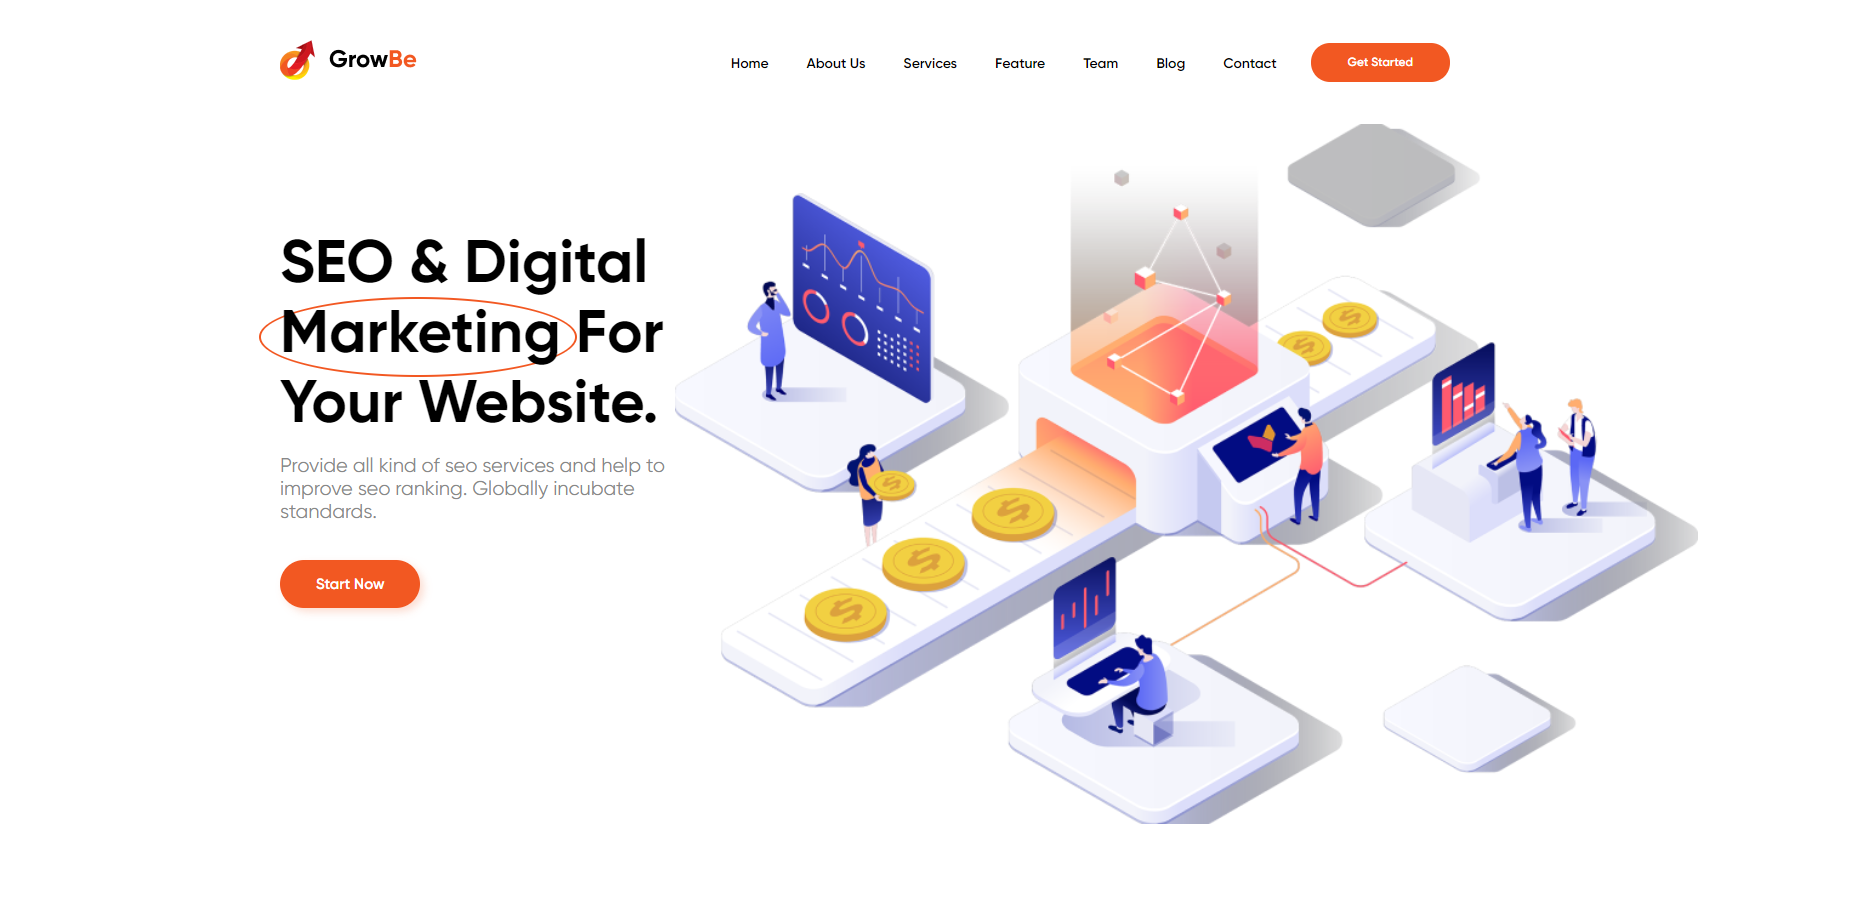 GrowBe
Home
About Us
Services
Feature
Team
Blog
Contact
Get Started
SEO & Digital
Marketing For
Your Website.
Provide all kind of seo services and help to
improve seo ranking. Globally incubate
standards.
Start Now